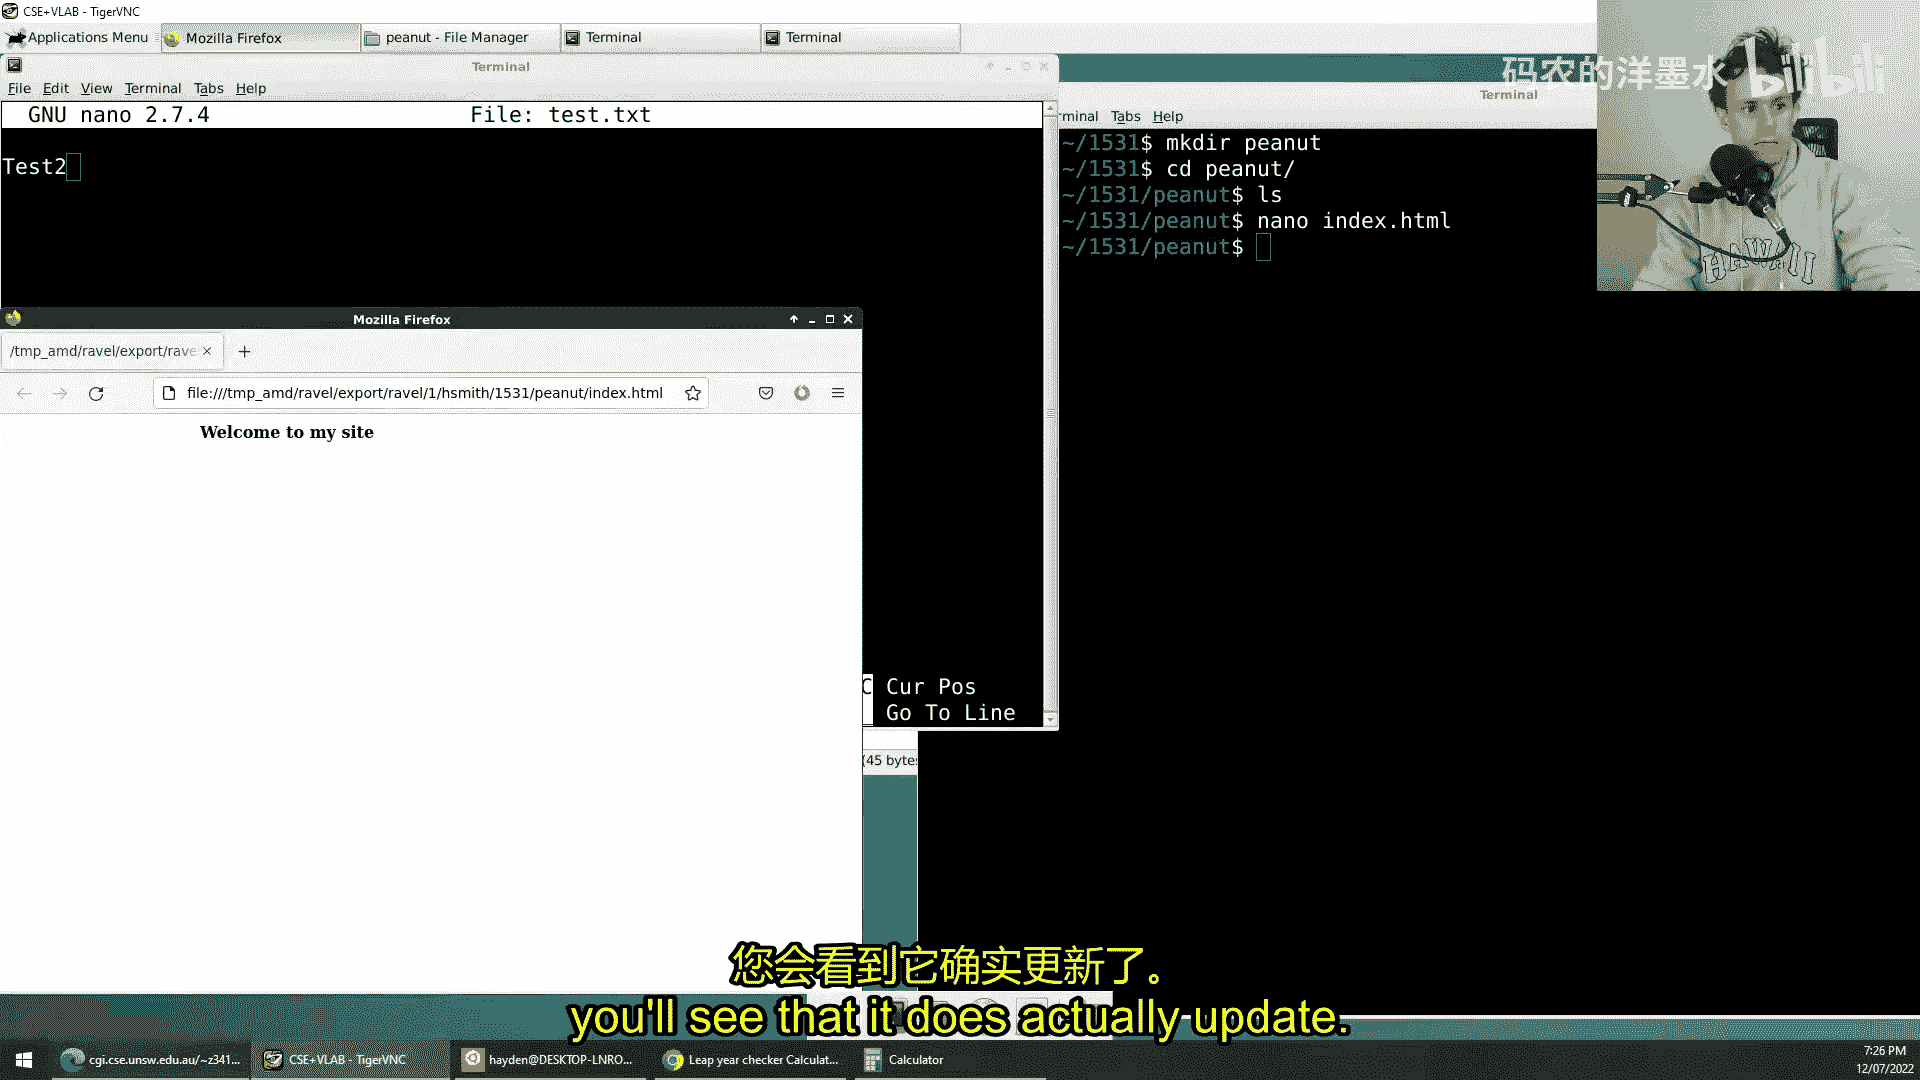 CSE+VLAB - TigerVNC
Applications Menu
Mozilla Firefox
peanut - File Manager
Terminal
Terminal
码农的洋墨水 bilibili
Terminal
File Edit View Terminal Tabs Help
GNU nano 2.7.4 File: test.txt
Test2
Terminal
minal Tabs Help
~/1531$ mkdir peanut
~/1531$ cd peanut/
~/1531/peanut$ ls
~/1531/peanut$ nano index.html
~/1531/peanut$
HAWAII
Mozilla Firefox
/tmp_amd/ravel/export/rave
file:///tmp_amd/ravel/export/ravel/1/hsmith/1531/peanut/index.html
Welcome to my site
C Cur Pos
Go To Line
(45 bytes
您会看到它确实更新了。
you'll see that it does actually update.
cgi.cse.unsw.edu.au/~z341...
CSE+VLAB - TigerVNC
hayden@DESKTOP-LNRO...
Leap year checker Calculat...
Calculator
7:26 PM
12/07/2022